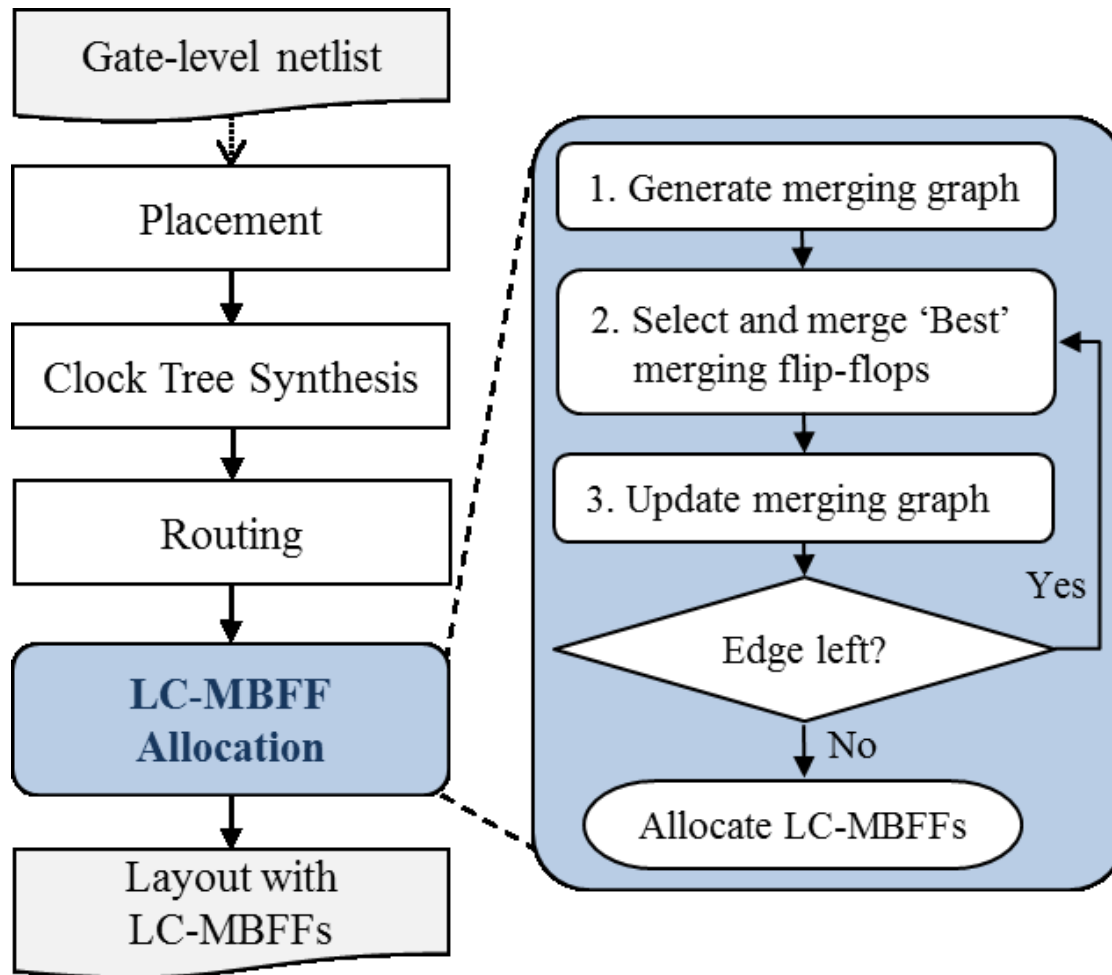 Gate-level netlist
Placement
Clock Tree Synthesis
Routing
LC-MBFF
Allocation
Layout with
LC-MBFFs
1. Generate merging graph
2. Select and merge ‘Best’
merging flip-flops
3. Update merging graph
Edge left?
Yes
No
Allocate LC-MBFFs